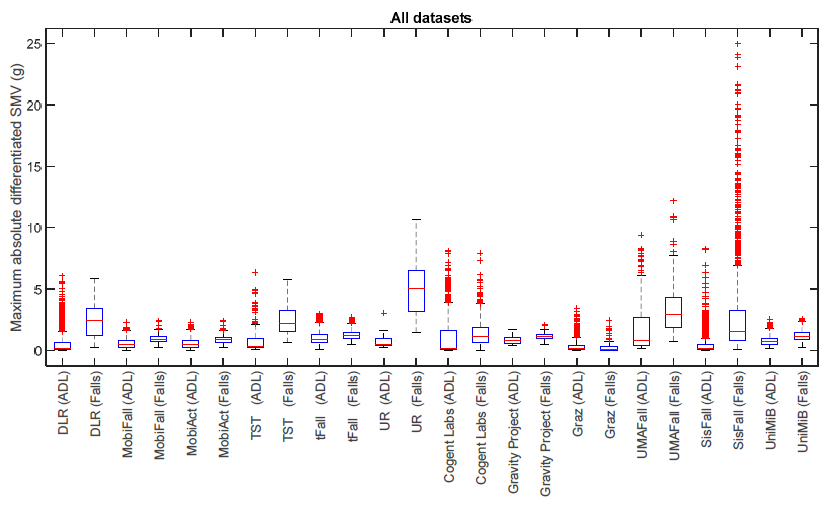 All datasets
Maximum absolute differentiated SMV (g)
25
20
15
10
5
0
DLR (ADL)
DLR (Falls)
MobiFall (ADL)
MobiFall (Falls)
MobiAct (ADL)
MobiAct (Falls)
TST (ADL)
TST (Falls)
tFall (ADL)
tFall (Falls)
UR (ADL)
UR (Falls)
Cogent Labs (ADL)
Cogent Labs (Falls)
Gravity Project (ADL)
Gravity Project (Falls)
Graz (ADL)
Graz (Falls)
UMAFall (ADL)
UMAFall (Falls)
SisFall (ADL)
SisFall (Falls)
UniMiB (ADL)
UniMiB (Falls)